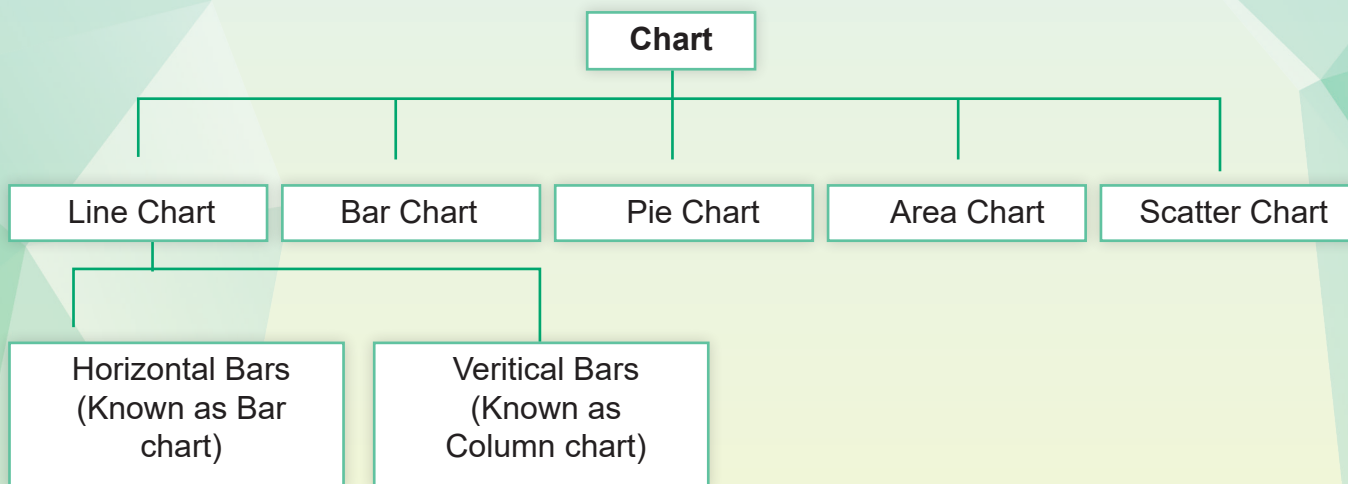 Chart
Line Chart
Bar Chart
Pie Chart
Area Chart
Scatter Chart
Horizontal Bars
(Known as Bar
chart)
Veritical Bars
(Known as
Column chart)